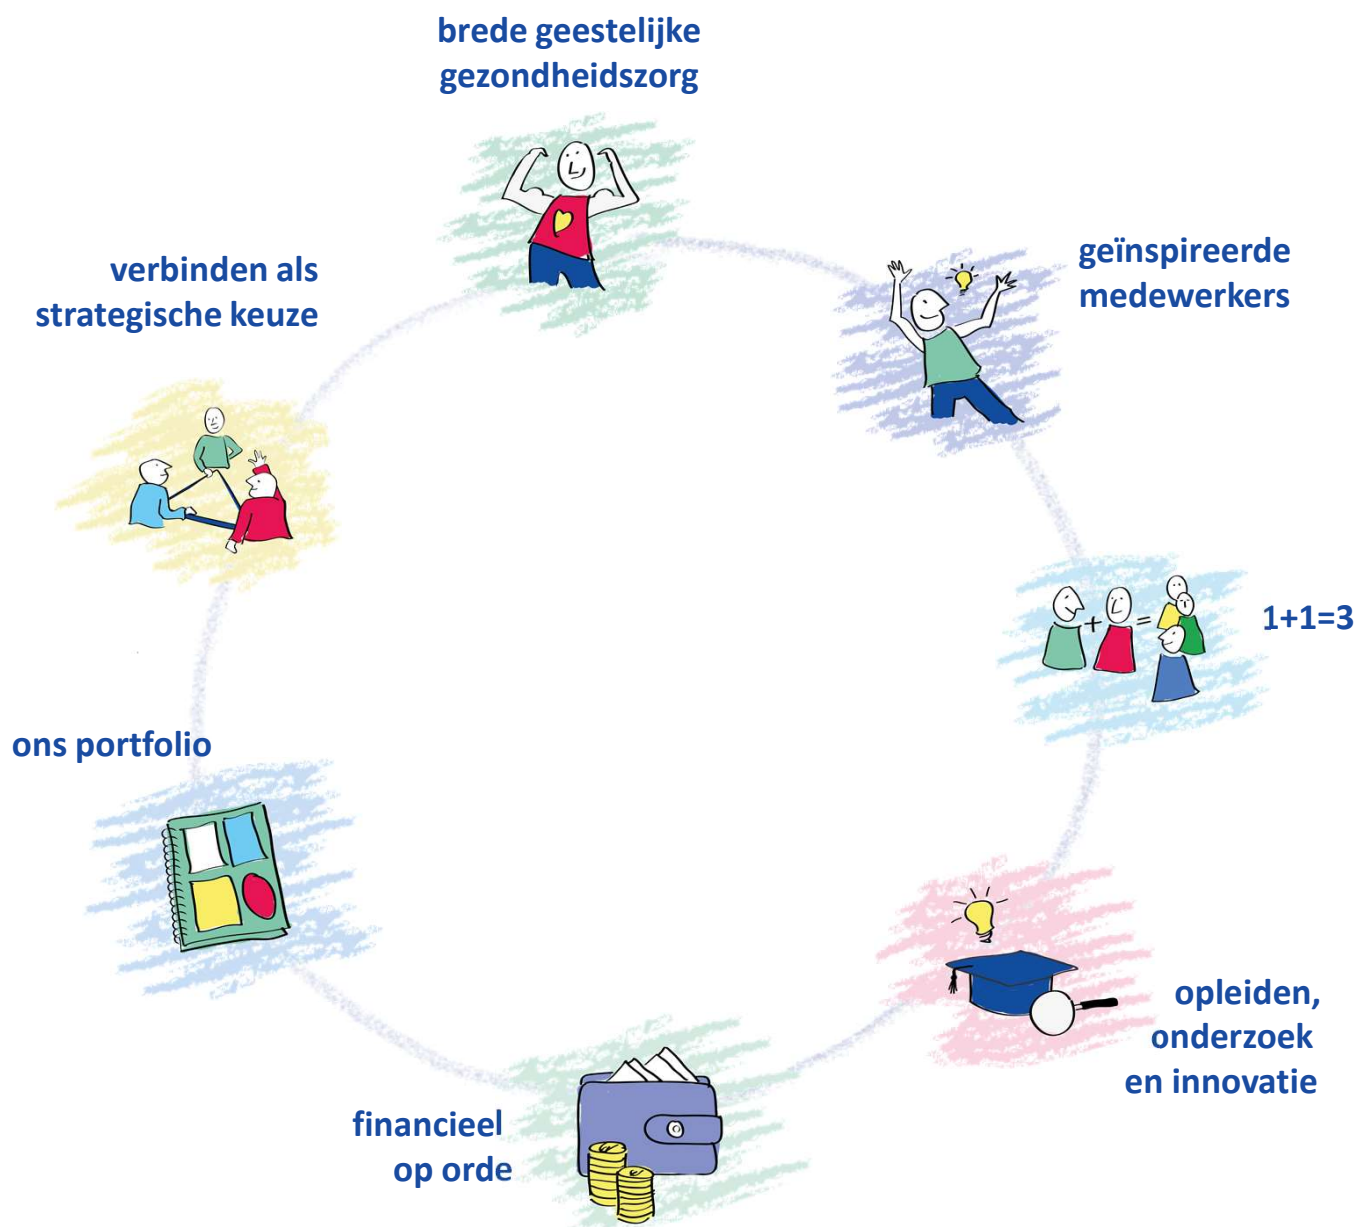 brede geestelijke
gezondheidszorg
geïnspireerde
medewerkers
1+1=3
opleiden,
onderzoek
en innovatie
financieel
op orde
ons portfolio
verbinden als
strategische keuze